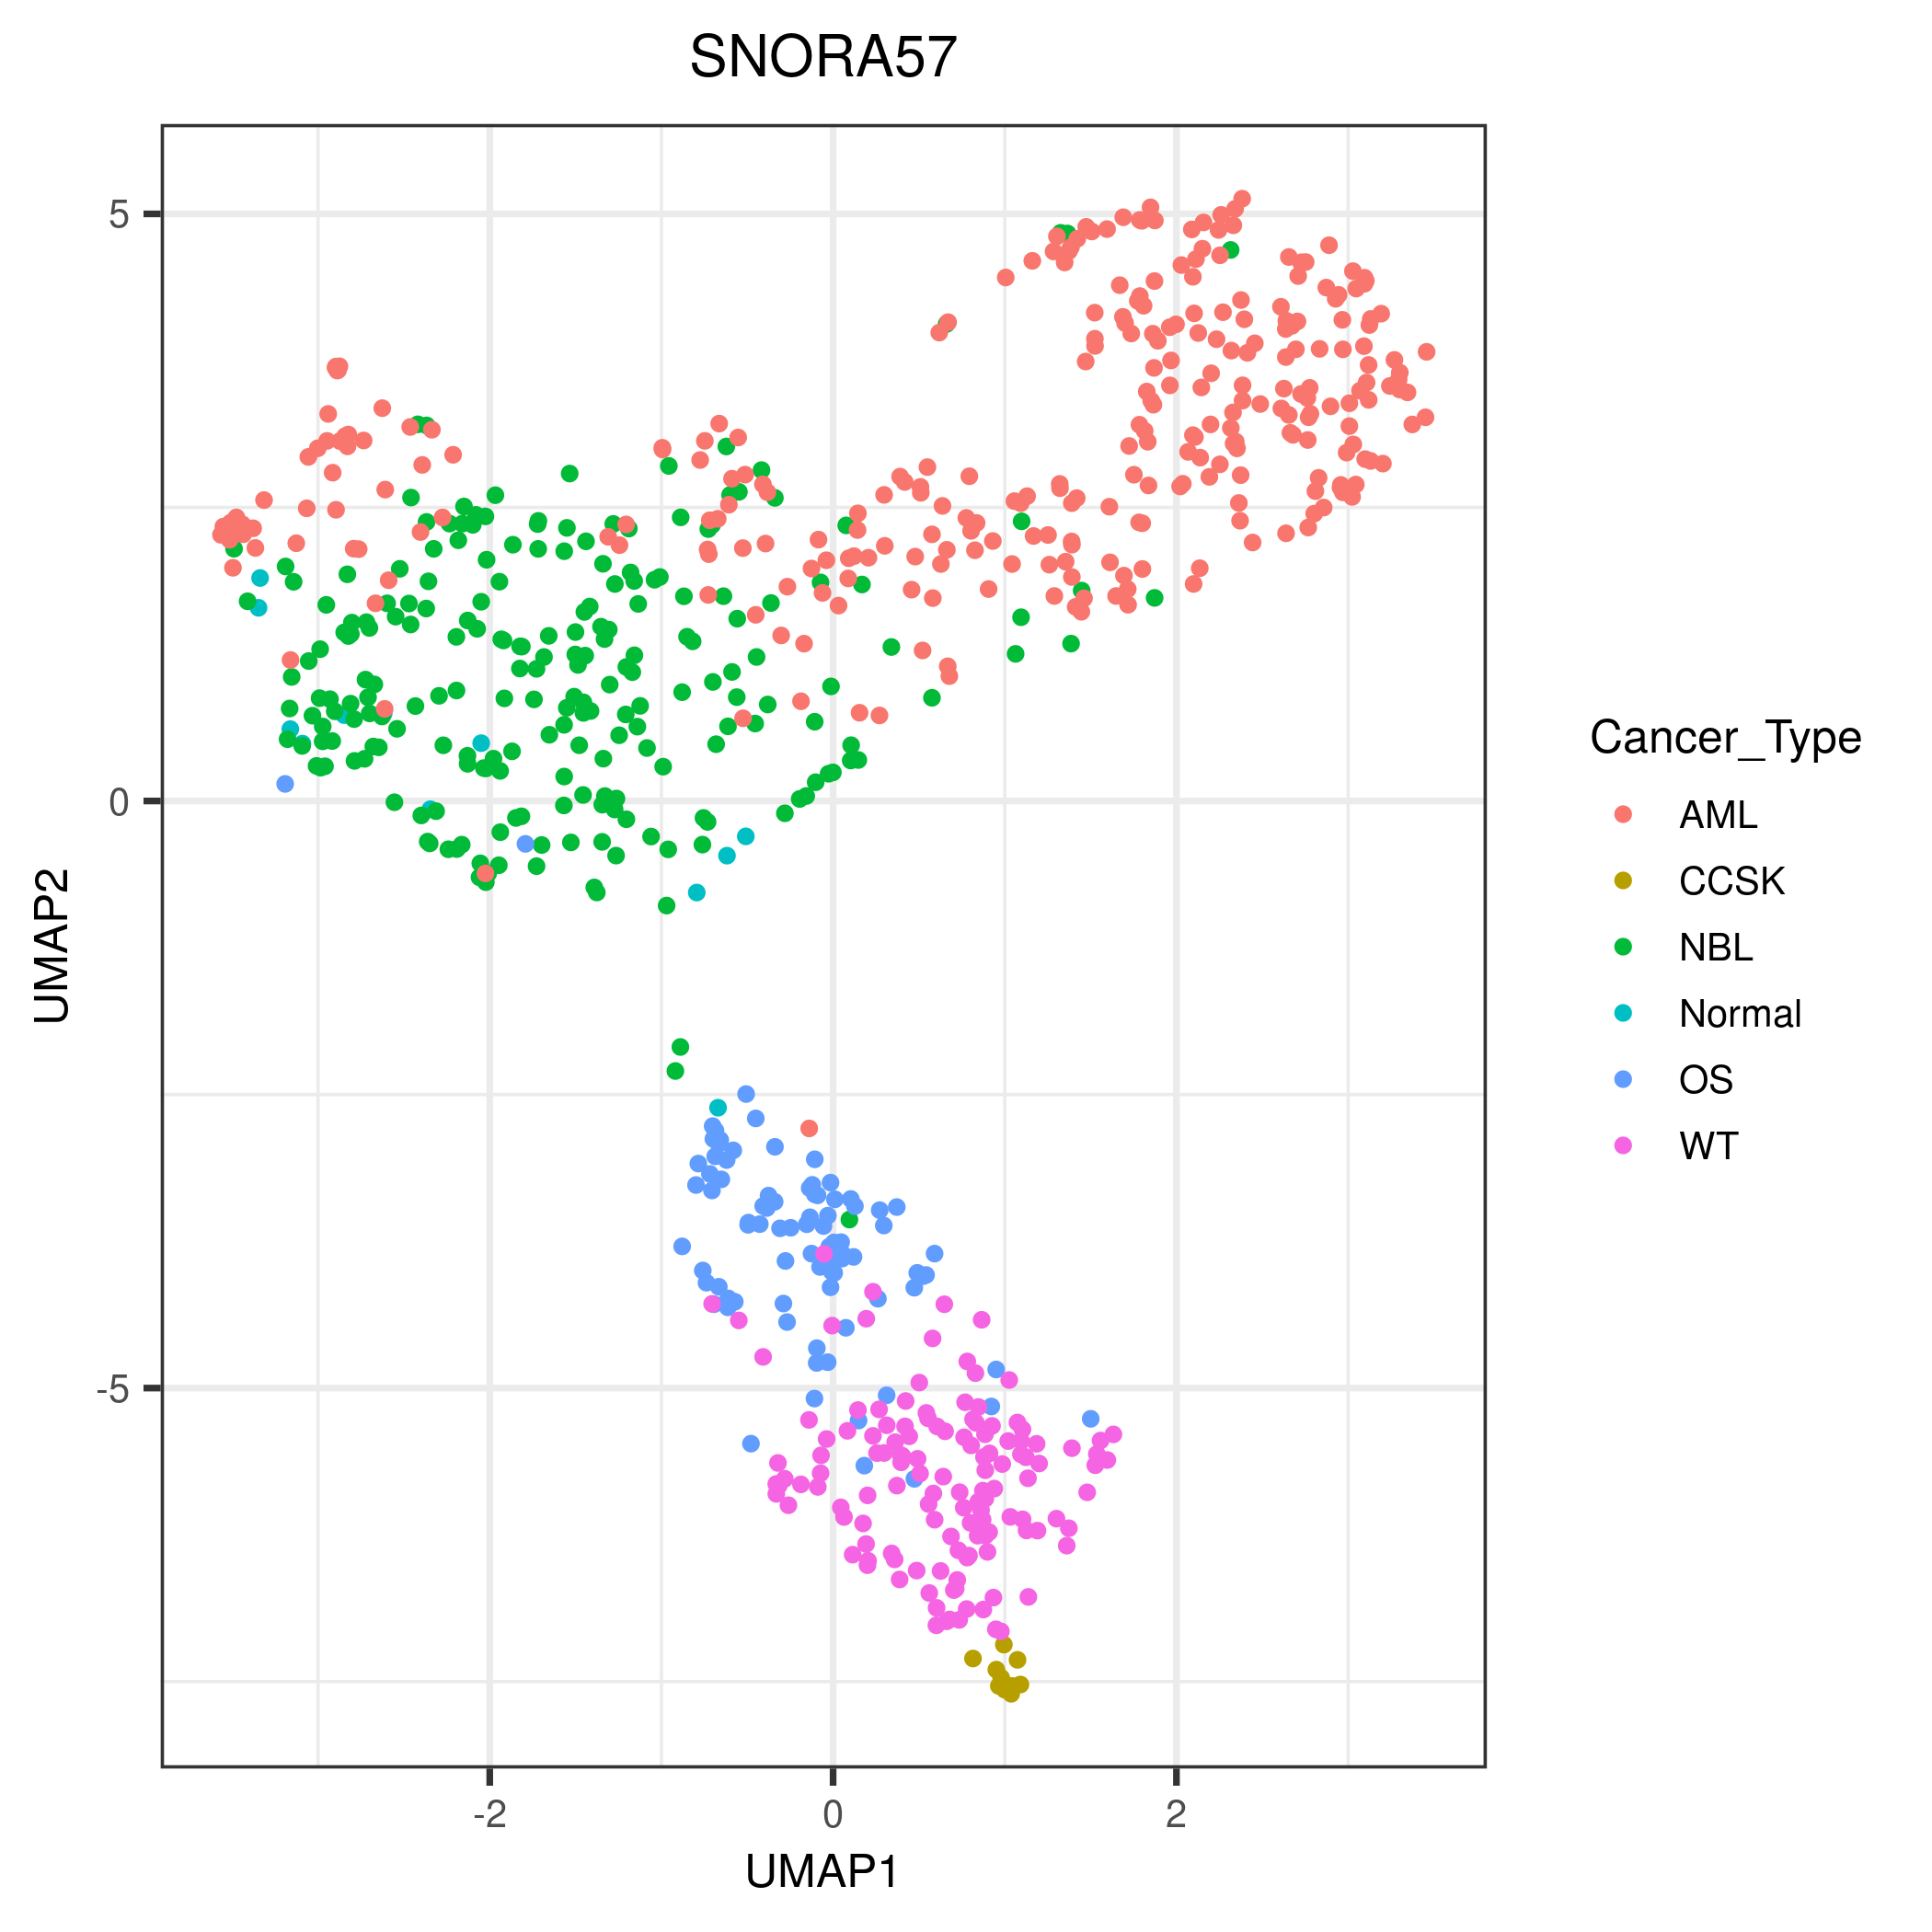 SNORA57
5
0
-5
UMAP2
-2
0
2
UMAP1
Cancer_Type
AML
CCSK
NBL
Normal
OS
WT